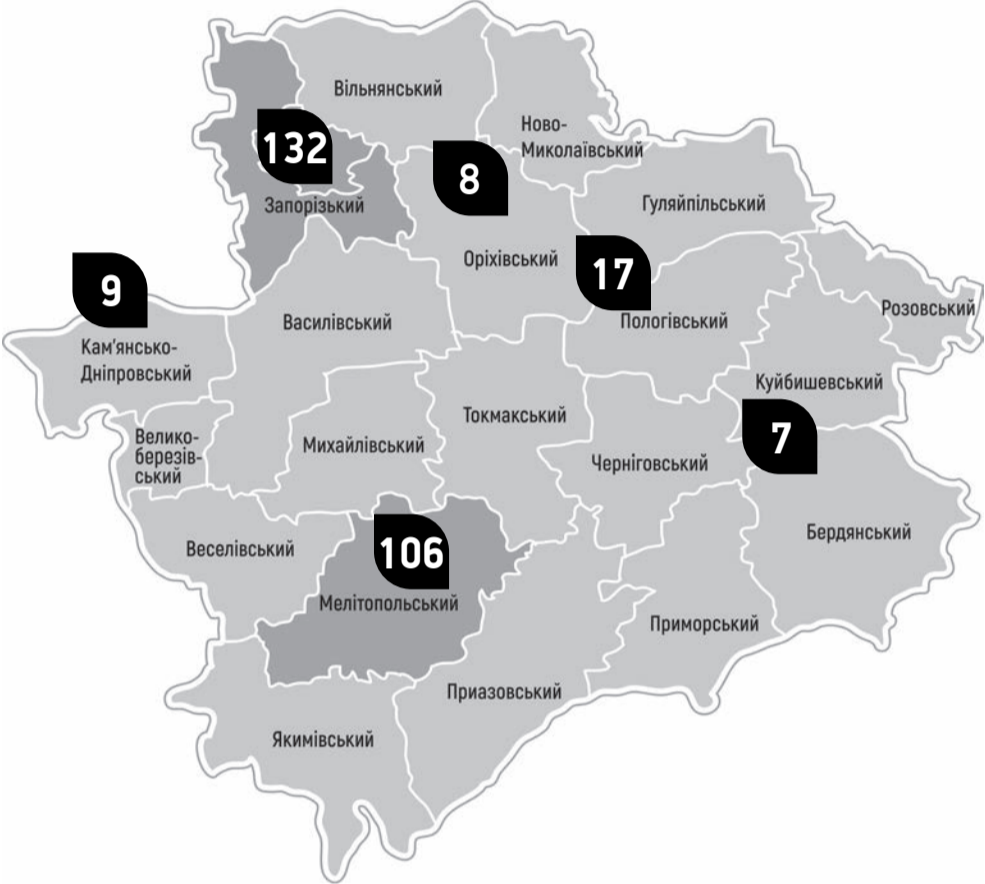 Вільнянський
Ново-
Миколаївський
132
8
Запорізький
Гуляйпільський
Оріхівський
17
9
Розовський
Василівський
Пологівський
Кам'янсько-
Дніпровський
Куйбишевський
Токмакський
Велико-
березів-
ський
Михайлівський
7
Черніговський
Бердянський
Веселівський
106
Мелітопольський
Приморський
Приазовський
Якимівський